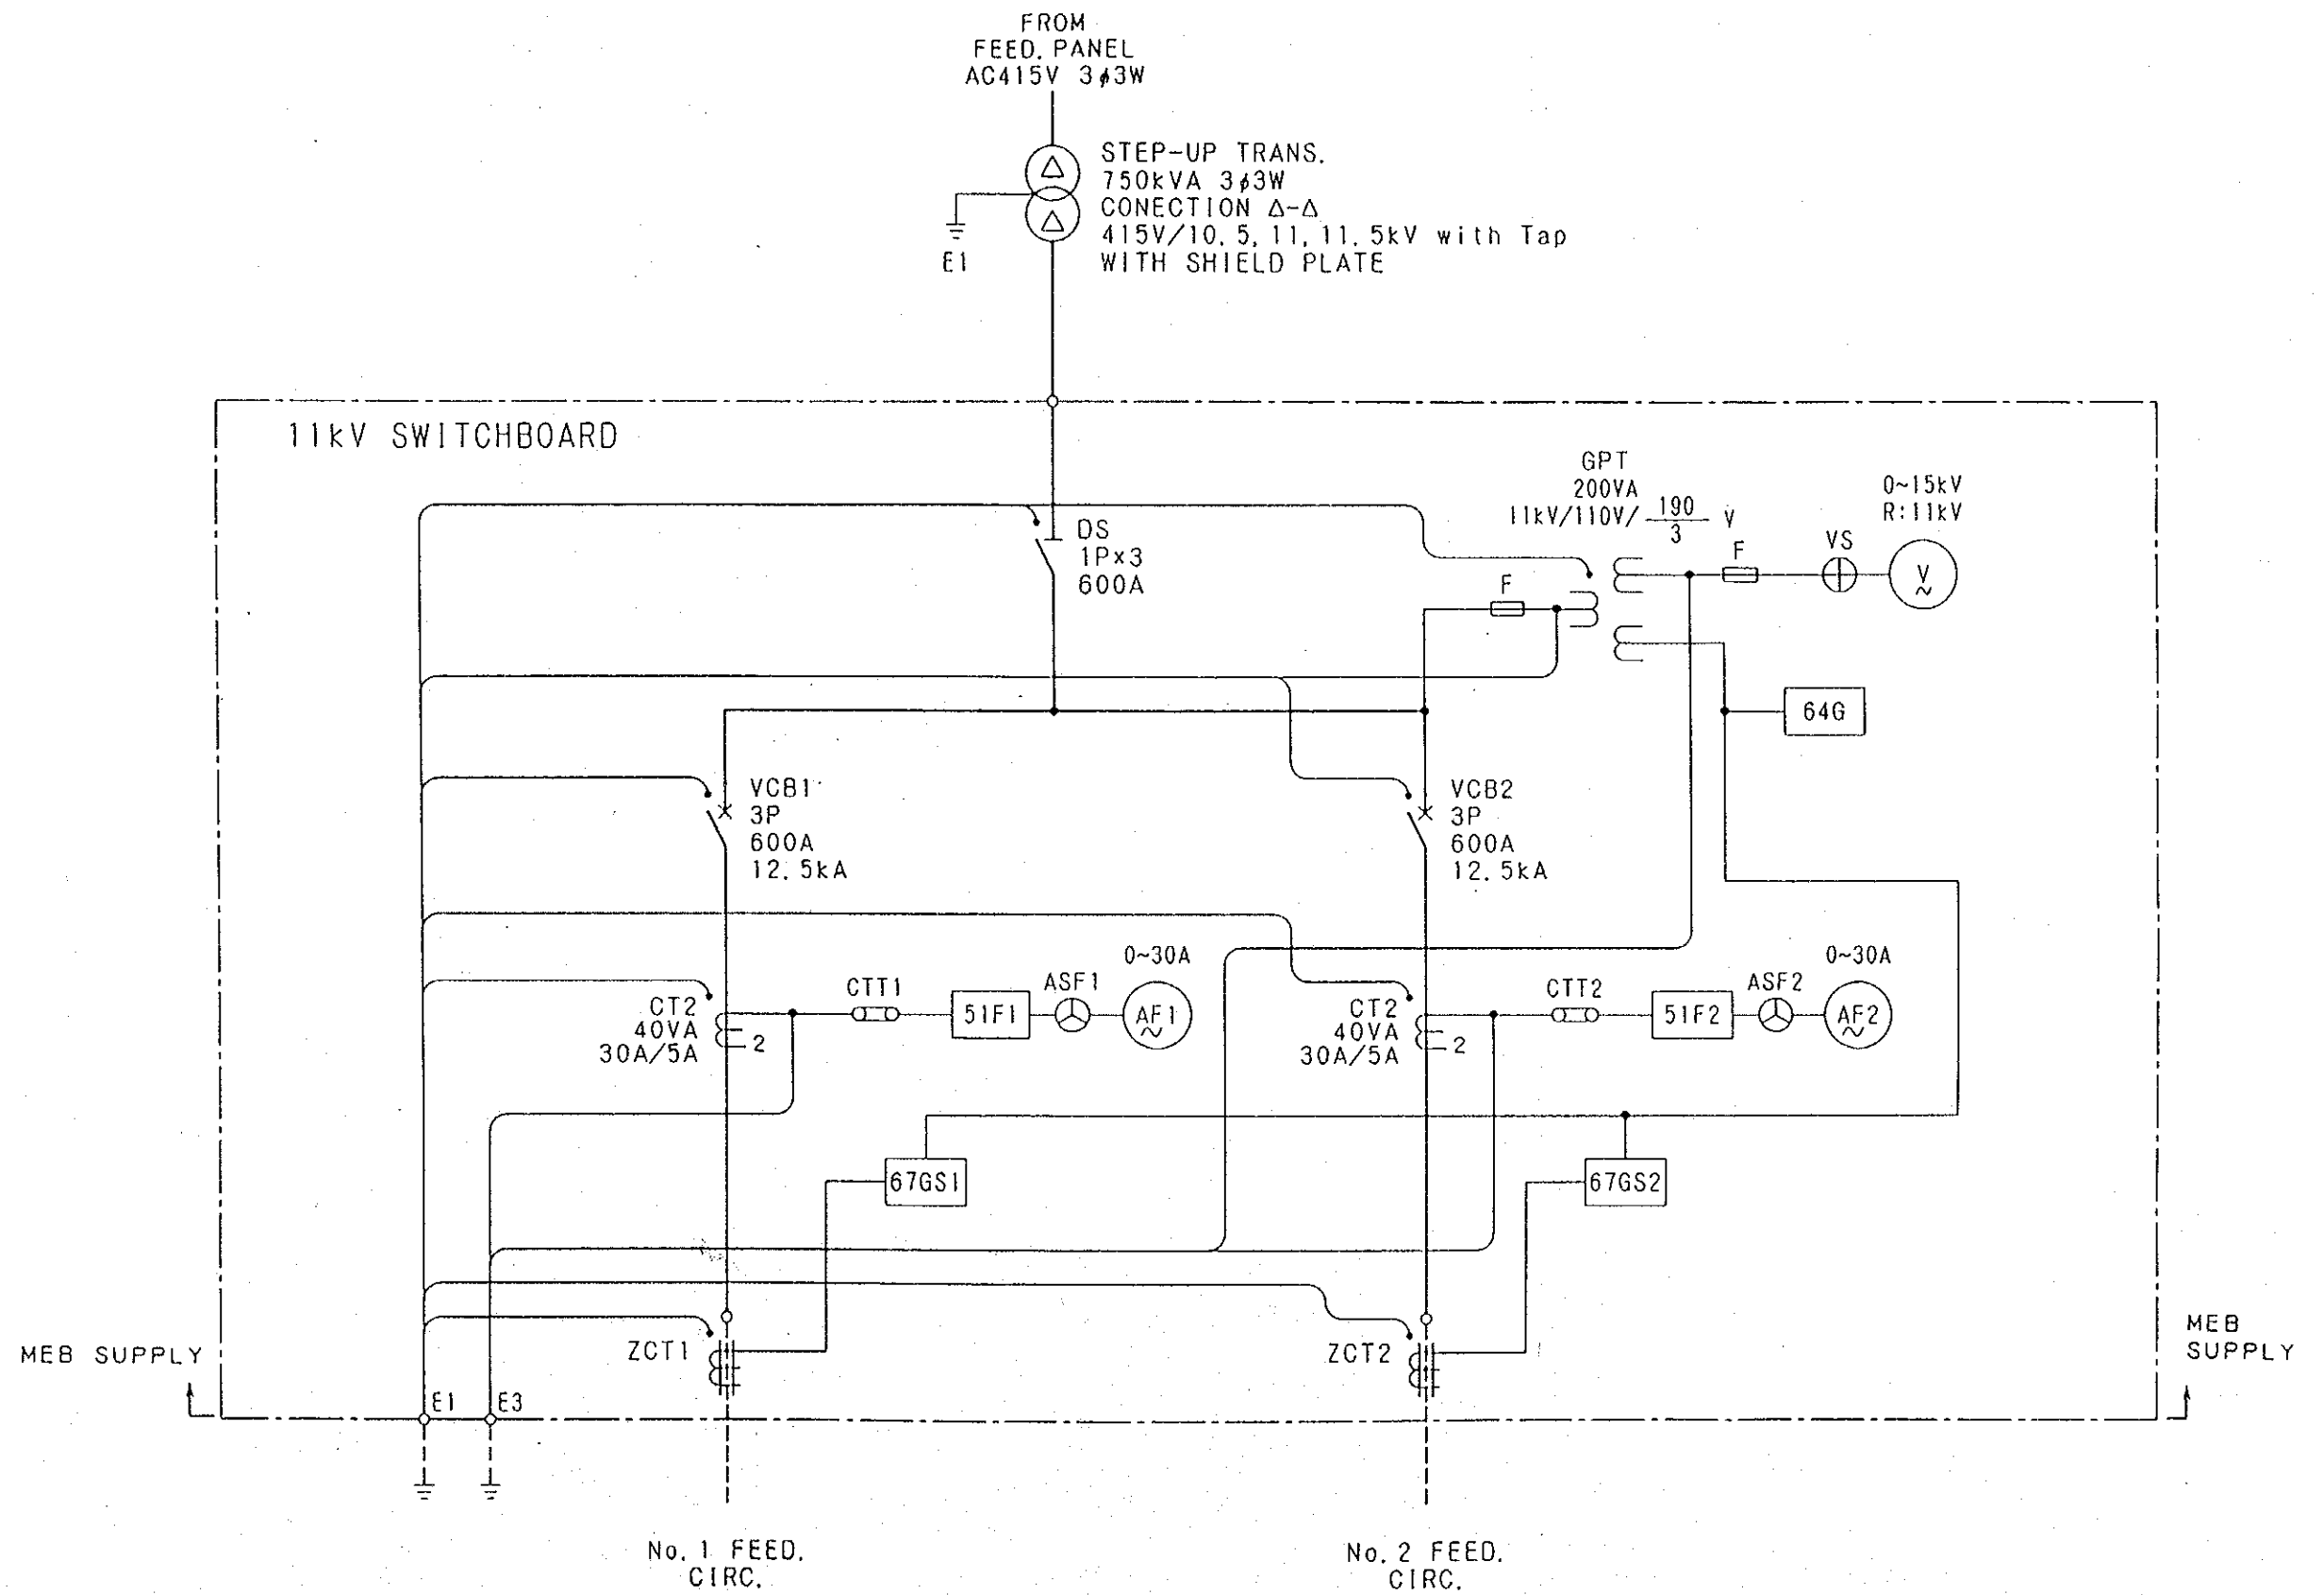 FROM
FEED. PANEL
AC415V 3φ3W
STEP-UP TRANS.
750kVA 3φ3W
CONECTION Δ-Δ
415V/10.5, 11, 11.5kV with Tap
WITH SHIELD PLATE
Δ
Δ
E1
11kV SWITCHBOARD
DS
1P×3
600A
GPT
200VA
11kV/110V/ 190/3 V
0~15kV
R:11kV
F
VS
V
~
F
64G
VCB1
3P
600A
12.5kA
VCB2
3P
600A
12.5kA
CT2
40VA
30A/5A
2
CTT1
51F1
ASF1
0~30A
AF1
~
CT2
40VA
30A/5A
2
CTT2
51F2
ASF2
0~30A
AF2
~
67GS1
67GS2
ZCT1
ZCT2
MEB SUPPLY
MEB
SUPPLY
E1
E3
No. 1 FEED.
CIRC.
No. 2 FEED.
CIRC.